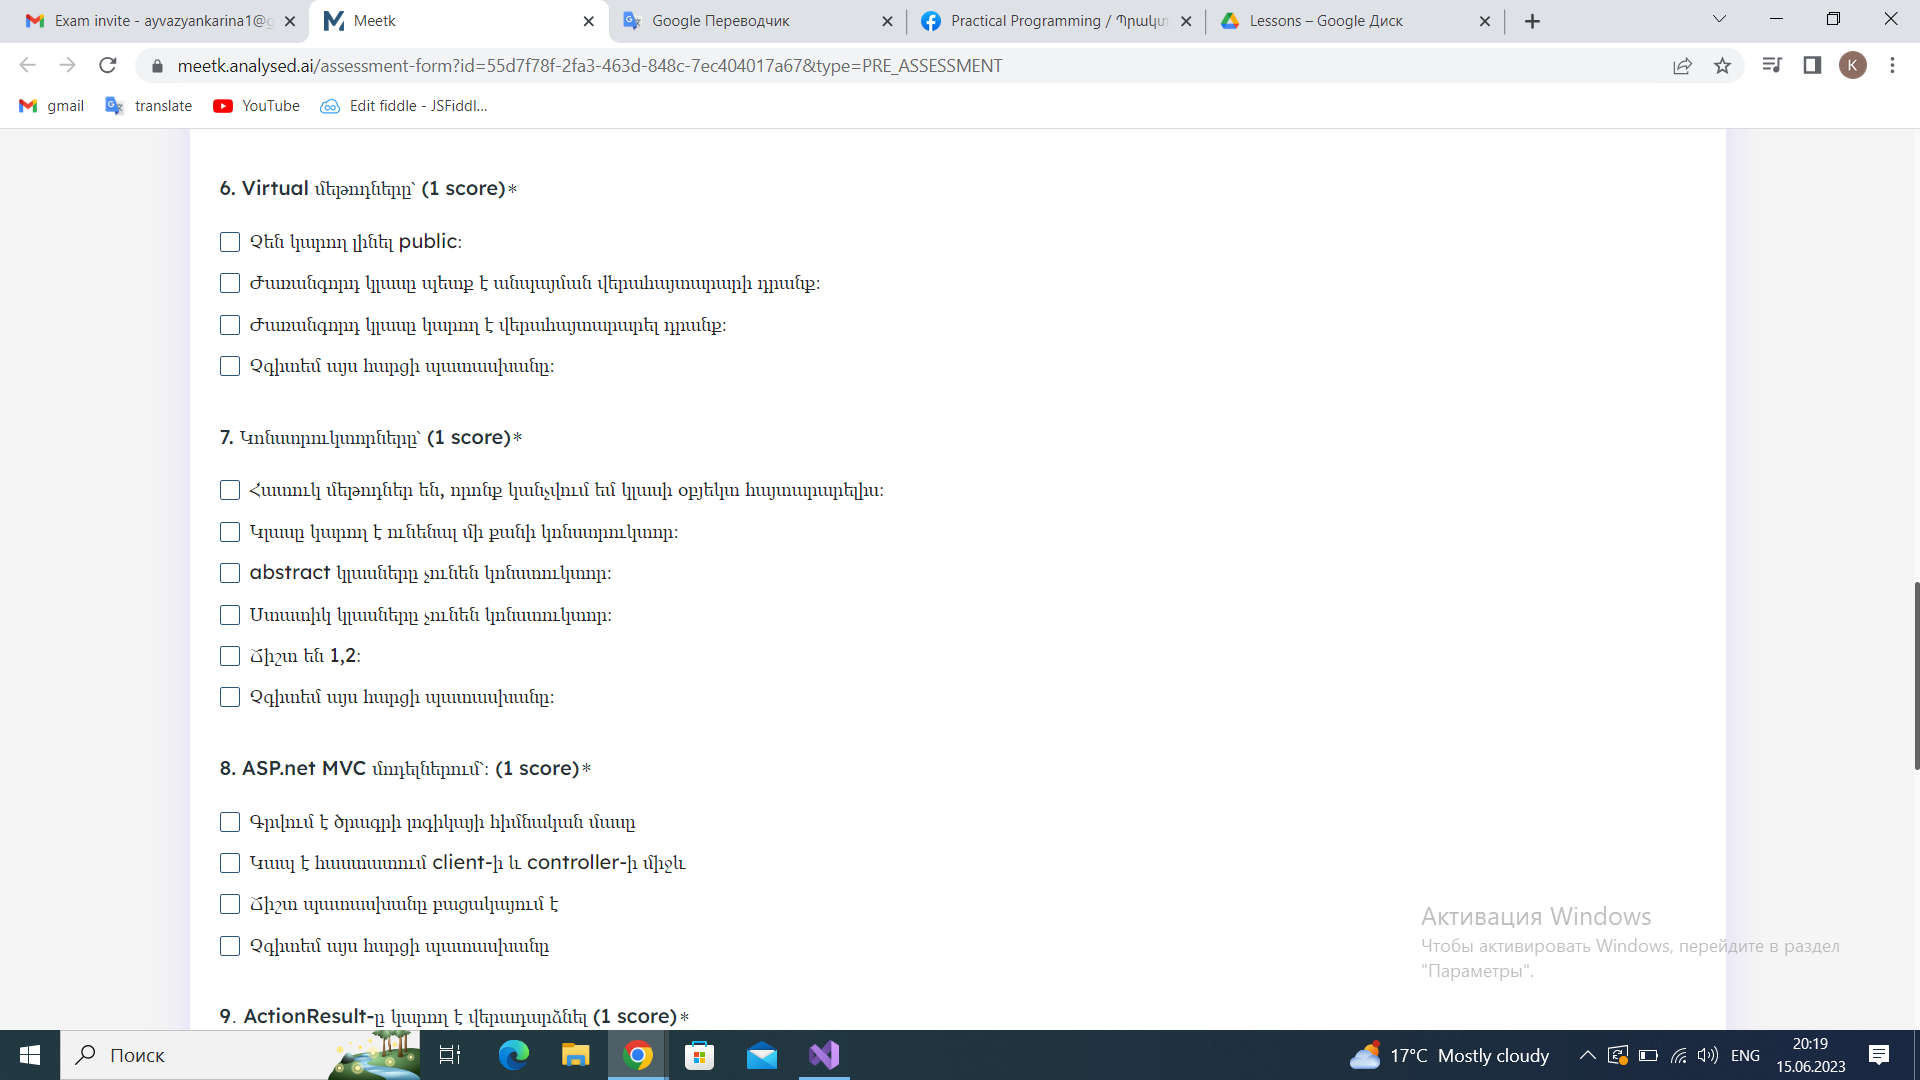 Exam invite - ayvazyankarina1@g
Meetk
Google Переводчик
Practical Programming / Պրակտ
Lessons – Google Диск
meetk.analysed.ai/assessment-form?id=55d7f78f-2fa3-463d-848c-7ec404017a67&type=PRE_ASSESSMENT
K
gmail
translate
YouTube
Edit fiddle - JSFiddl...
6. Virtual մեթոդները՝ (1 score)*
Չեն կարող լինել public:
Ժառանգորդ կլասը պետք է անպայման վերահայտարարի դրանք:
Ժառանգորդ կլասը կարող է վերահայտարարել դրանք:
Չգիտեմ այս հարցի պատասխանը:
7. Կոնստրուկտորները՝ (1 score)*
Հատուկ մեթոդներ են, որոնք կանչվում եմ կլասի օբյեկտ հայտարարելիս:
Կլասը կարող է ունենալ մի քանի կոնստրուկտոր:
abstract կլասները չունեն կոնստուկտոր:
Ստատիկ կլասները չունեն կոնստուկտոր:
Ճիշտ են 1,2:
Չգիտեմ այս հարցի պատասխանը:
8. ASP.net MVC մոդելներում՝: (1 score)*
Գրվում է ծրագրի լոգիկայի հիմնական մասը
Կապ է հաստատում client-ի և controller-ի միջև
Ճիշտ պատասխանը բացակայում է
Չգիտեմ այս հարցի պատասխանը
9. ActionResult-ը կարող է վերադարձնել (1 score)*
Активация Windows
Чтобы активировать Windows, перейдите в раздел
"Параметры".
Поиск
17°C Mostly cloudy
ENG
20:19
15.06.2023